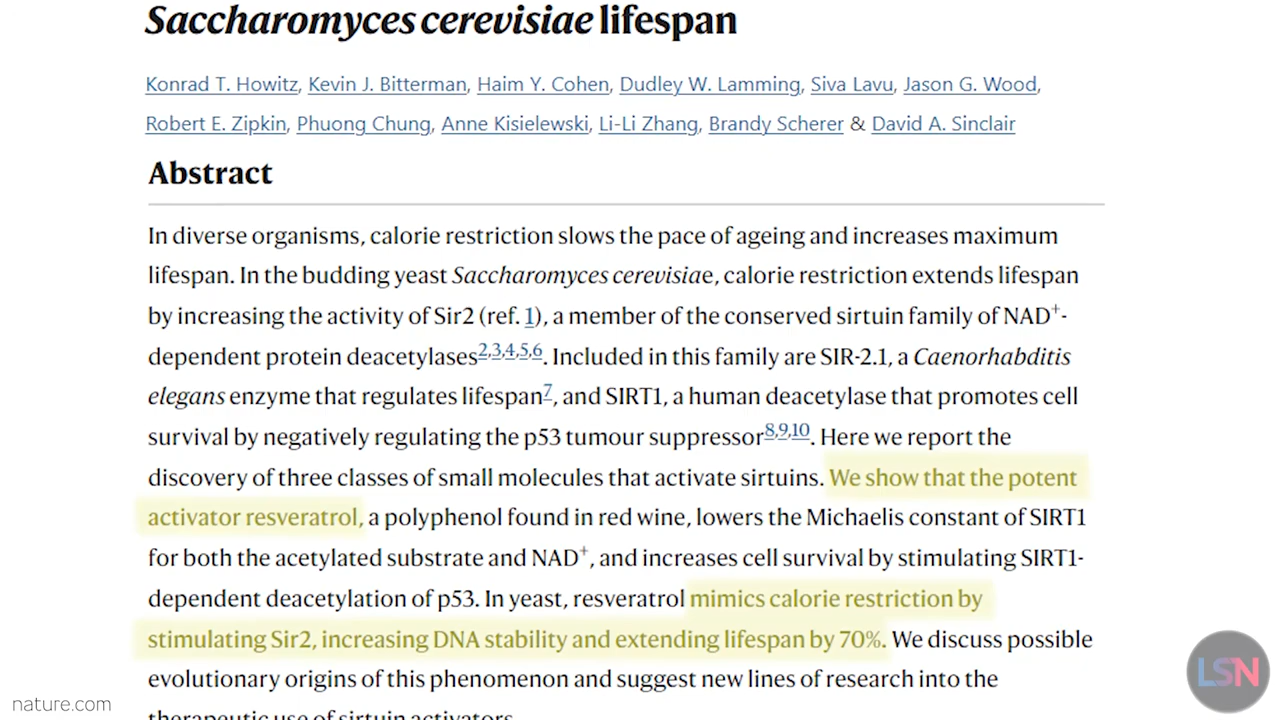 Saccharomyces cerevisiae lifespan
Konrad T. Howitz, Kevin J. Bitterman, Haim Y. Cohen, Dudley W. Lamming, Siva Lavu, Jason G. Wood,
Robert E. Zipkin, Phuong Chung, Anne Kisielewski, Li-Li Zhang, Brandy Scherer & David A. Sinclair
Abstract
In diverse organisms, calorie restriction slows the pace of ageing and increases maximum
lifespan. In the budding yeast Saccharomyces cerevisiae, calorie restriction extends lifespan
by increasing the activity of Sir2 (ref. 1), a member of the conserved sirtuin family of NAD+-
dependent protein deacetylases2,3,4,5,6. Included in this family are SIR-2.1, a Caenorhabditis
elegans enzyme that regulates lifespan7, and SIRT1, a human deacetylase that promotes cell
survival by negatively regulating the p53 tumour suppressor8,9,10. Here we report the
discovery of three classes of small molecules that activate sirtuins. We show that the potent
activator resveratrol, a polyphenol found in red wine, lowers the Michaelis constant of SIRT1
for both the acetylated substrate and NAD+, and increases cell survival by stimulating SIRT1-
dependent deacetylation of p53. In yeast, resveratrol mimics calorie restriction by
stimulating Sir2, increasing DNA stability and extending lifespan by 70%. We discuss possible
evolutionary origins of this phenomenon and suggest new lines of research into the
therapeutic use of sirtuin activators.
nature.com
LSN